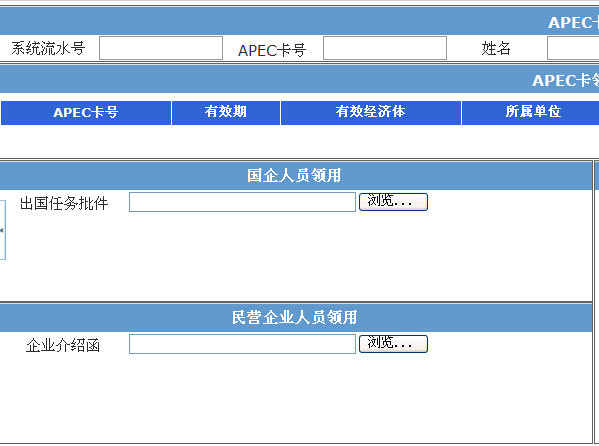 APEC卡
系统流水号 APEC卡号 姓名
APEC卡领
APEC卡号 有效期 有效经济体 所属单位
国企人员领用
出国任务批件 浏览...
民营企业人员领用
企业介绍函 浏览...